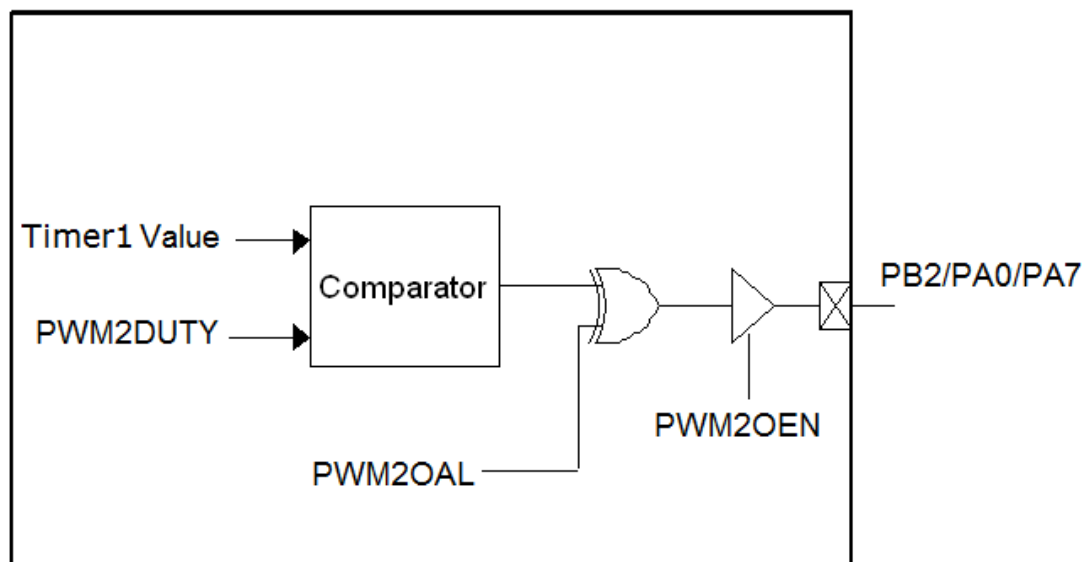 Timer1 Value
PWM2DUTY
Comparator
PWM2OAL
PWM2OEN
PB2/PA0/PA7